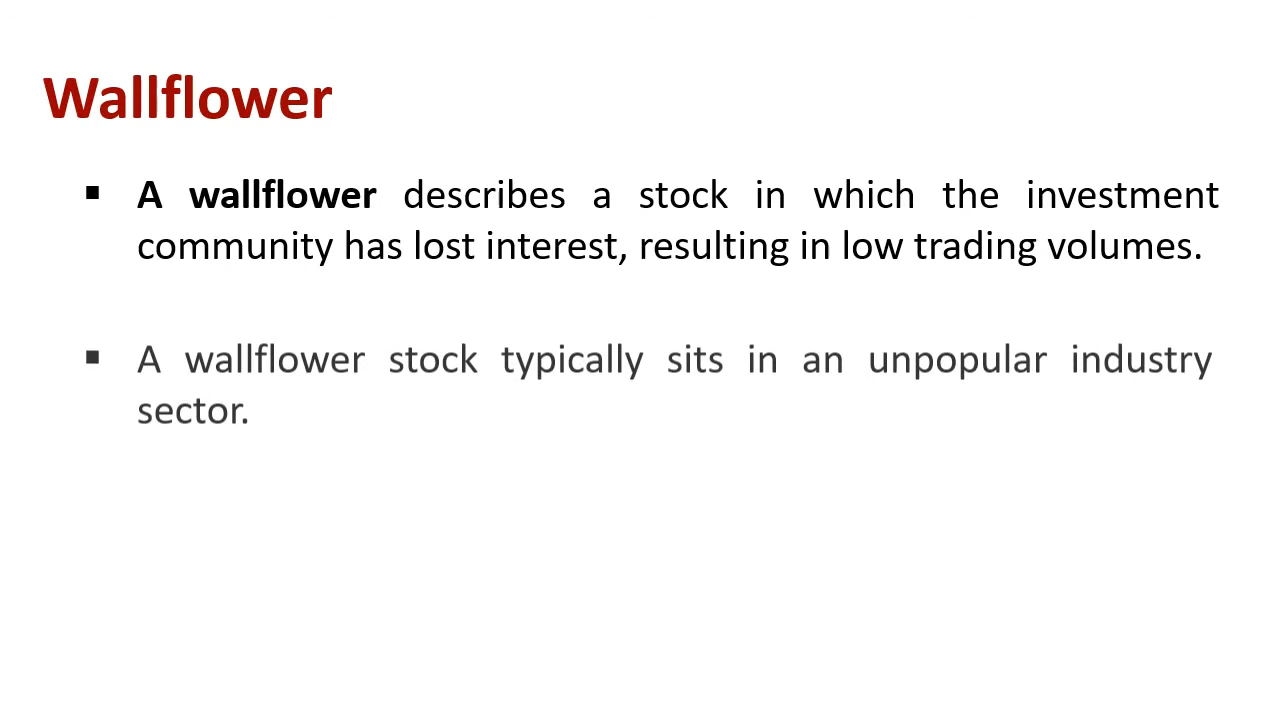 Wallflower
▪ A wallflower describes a stock in which the investment
community has lost interest, resulting in low trading volumes.
▪ A wallflower stock typically sits in an unpopular industry
sector.